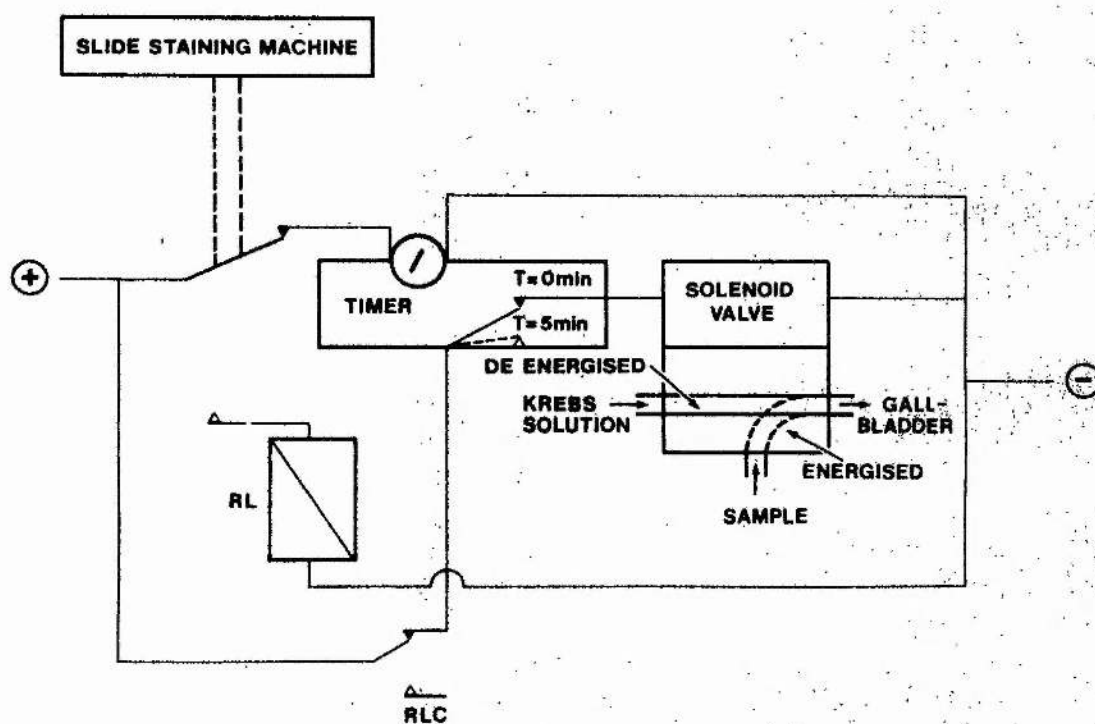 SLIDE STAINING MACHINE
+
TIMER
T=0min
T=5min
SOLENOID
VALVE
DE ENERGISED
KREBS
SOLUTION
GALL-
BLADDER
ENERGISED
SAMPLE
−
RL
RLC